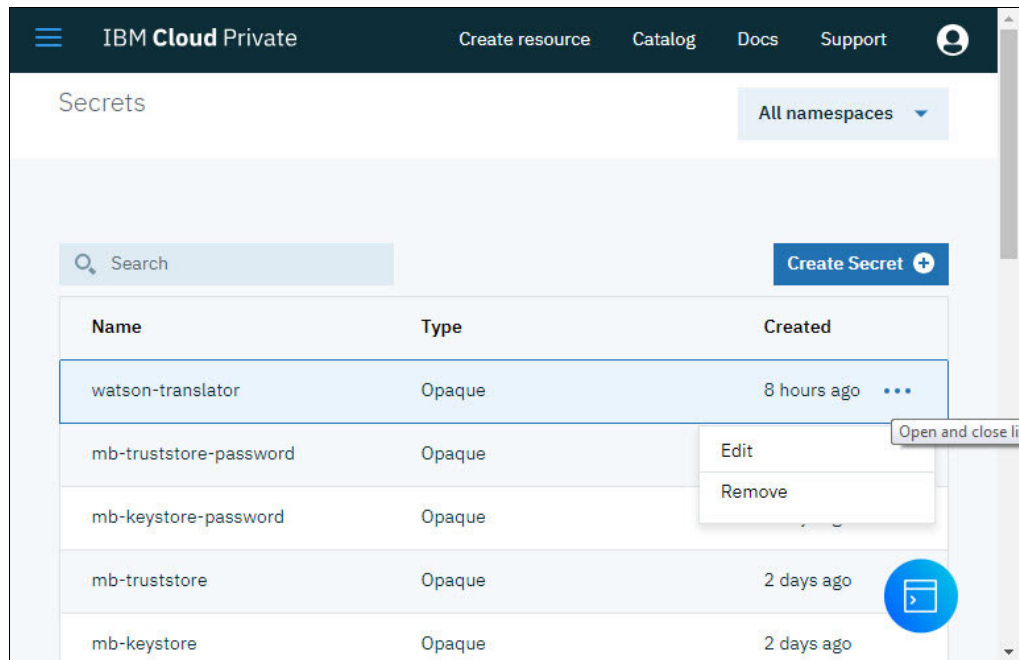 IBM Cloud Private Create resource Catalog Docs Support
Secrets All namespaces
Search Create Secret
Name Type Created
watson-translator Opaque 8 hours ago
Open and close li
mb-truststore-password Opaque Edit
Remove
mb-keystore-password Opaque
mb-truststore Opaque 2 days ago
mb-keystore Opaque 2 days ago